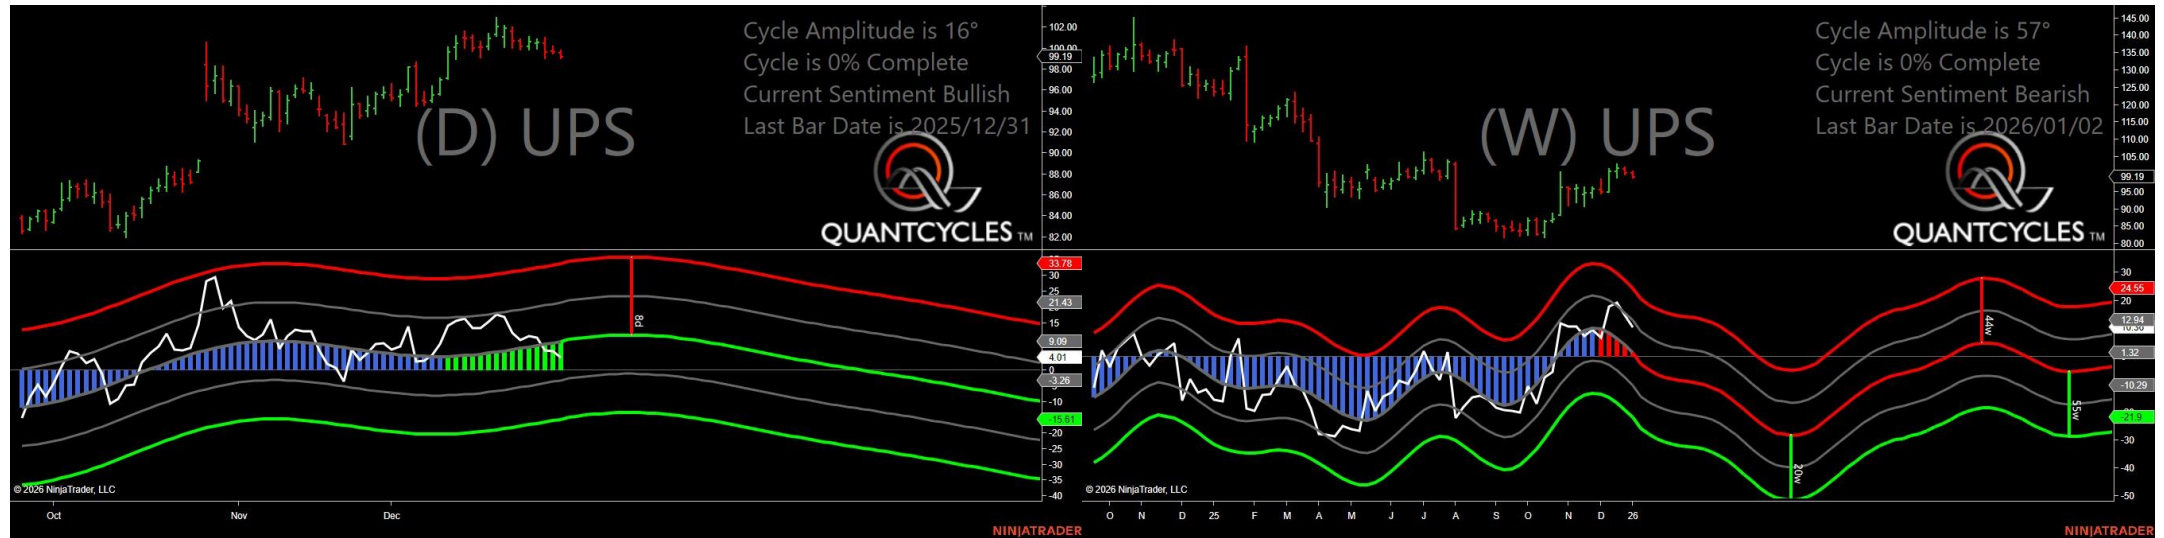 Cycle Amplitude is 16°
Cycle is 0% Complete
Current Sentiment Bullish
Last Bar Date is 2025/12/31
(D) UPS
QUANTCYCLES TM
102.00
100.00
99.19
98.00
96.00
94.00
92.00
90.00
88.00
86.00
84.00
82.00
33.78
30
25
21.43
15
9.09
4.01
0
-3.26
-10
-15.61
-20
-25
-30
-35
-40
8d
© 2026 NinjaTrader, LLC
Oct
Nov
Dec
NINJATRADER
Cycle Amplitude is 57°
Cycle is 0% Complete
Current Sentiment Bearish
Last Bar Date is 2026/01/02
(W) UPS
QUANTCYCLES TM
145.00
140.00
135.00
130.00
125.00
120.00
115.00
110.00
105.00
99.19
95.00
90.00
85.00
80.00
30
24.55
20
12.94
1.32
-10.29
-21.9
-30
-40
-50
44w
55w
20w
© 2026 NinjaTrader, LLC
O N D 25 F M A M J J A S O N D 26
NINJATRADER